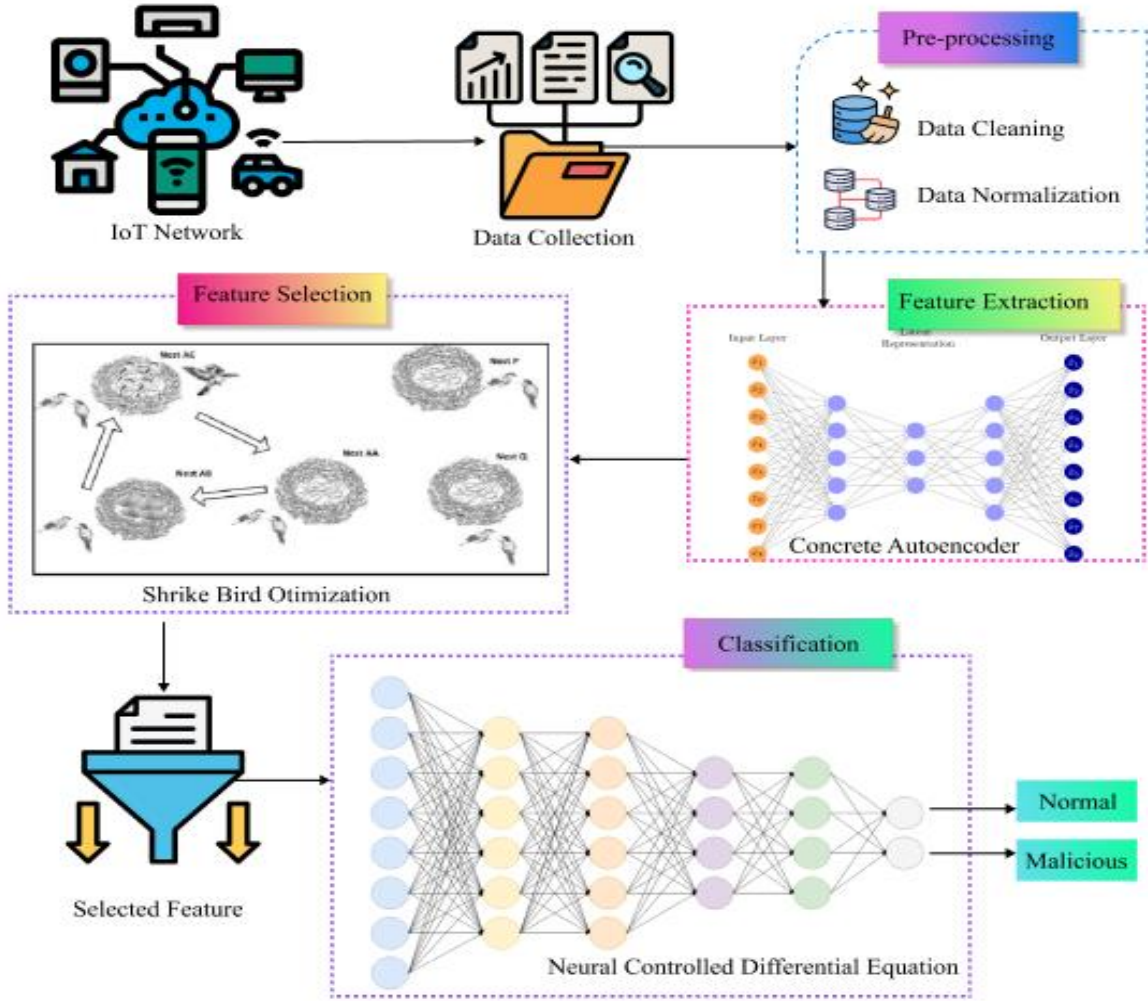 Pre-processing
Data Cleaning
Data Normalization
IoT Network
Data Collection
Feature Selection
Feature Extraction
Input Layer
Representation
Output Layer
Nest AE
Nest F
Nest AA
Nest G
Nest AB
Concrete Autoencoder
Shrike Bird Otimization
Classification
Normal
Malicious
Selected Feature
Neural Controlled Differential Equation